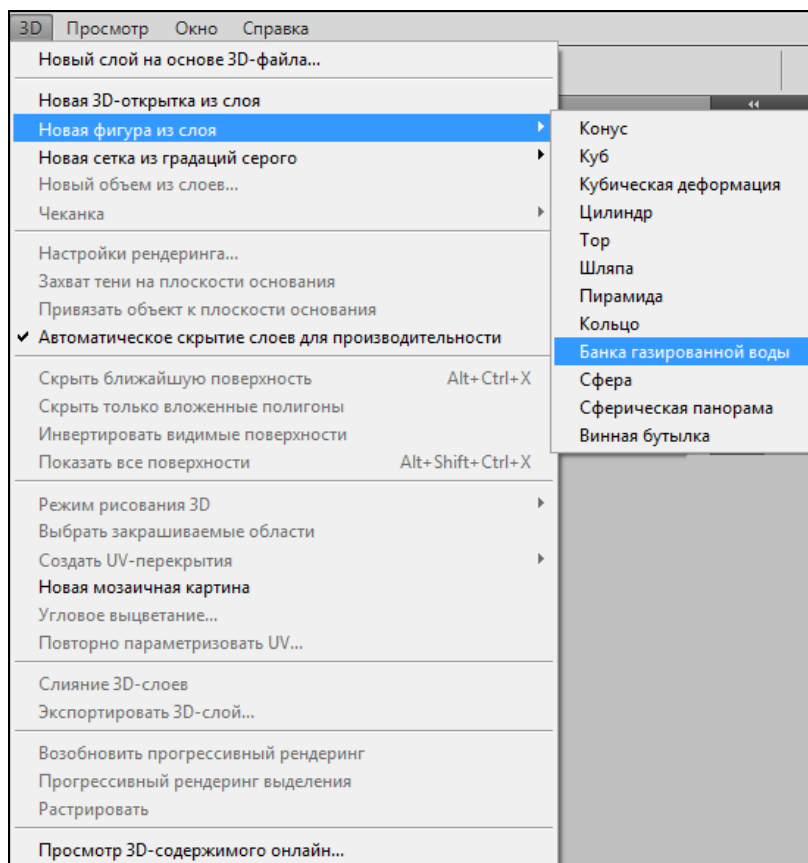 3D Просмотр Окно Справка
Новый слой на основе 3D-файла...
Новая 3D-открытка из слоя
Новая фигура из слоя
Новая сетка из градаций серого
Новый объем из слоев...
Чеканка
Настройки рендеринга...
Захват тени на плоскости основания
Привязать объект к плоскости основания
Автоматическое скрытие слоев для производительности
Скрыть ближайшую поверхность Alt+Ctrl+X
Скрыть только вложенные полигоны
Инвертировать видимые поверхности
Показать все поверхности Alt+Shift+Ctrl+X
Режим рисования 3D
Выбрать закрашиваемые области
Создать UV-перекрытия
Новая мозаичная картина
Угловое выцветание...
Повторно параметризовать UV...
Слияние 3D-слоев
Экспортировать 3D-слой...
Возобновить прогрессивный рендеринг
Прогрессивный рендеринг выделения
Растрировать
Просмотр 3D-содержимого онлайн...
Конус
Куб
Кубическая деформация
Цилиндр
Тор
Шляпа
Пирамида
Кольцо
Банка газированной воды
Сфера
Сферическая панорама
Винная бутылка